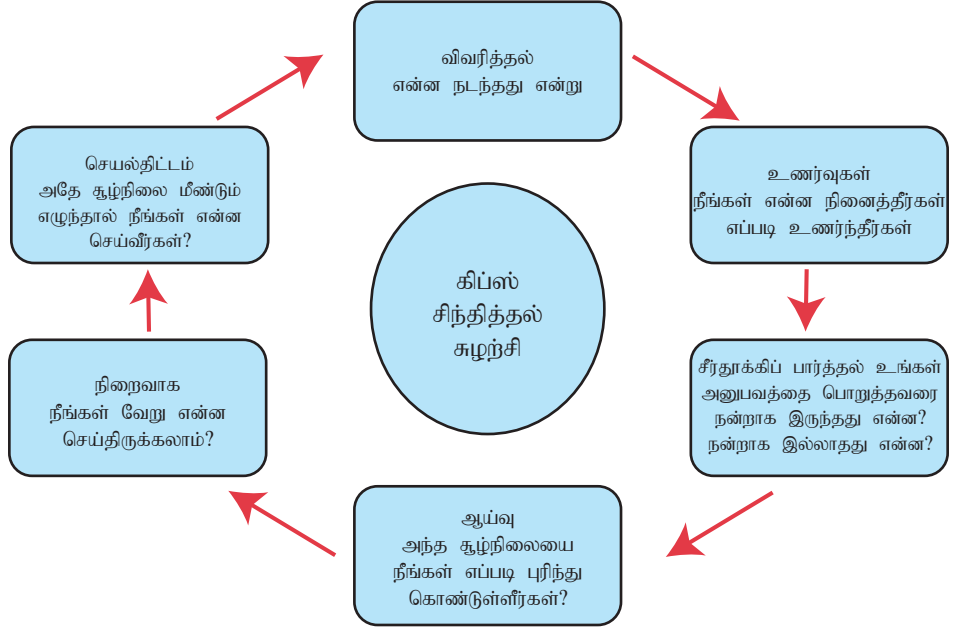 விவரித்தல்
என்ன நடந்தது என்று
உணர்வுகள்
நீங்கள் என்ன நினைத்தீர்கள்
எப்படி உணர்ந்தீர்கள்
சீர்தூக்கிப் பார்த்தல் உங்கள்
அனுபவத்தை பொறுத்தவரை
நன்றாக இருந்தது என்ன?
நன்றாக இல்லாதது என்ன?
ஆய்வு
அந்த சூழ்நிலையை
நீங்கள் எப்படி புரிந்து
கொண்டுள்ளீர்கள்?
நிறைவாக
நீங்கள் வேறு என்ன
செய்திருக்கலாம்?
செயல்திட்டம்
அதே சூழ்நிலை மீண்டும்
எழுந்தால் நீங்கள் என்ன
செய்வீர்கள்?
கிப்ஸ்
சிந்தித்தல்
சுழற்சி